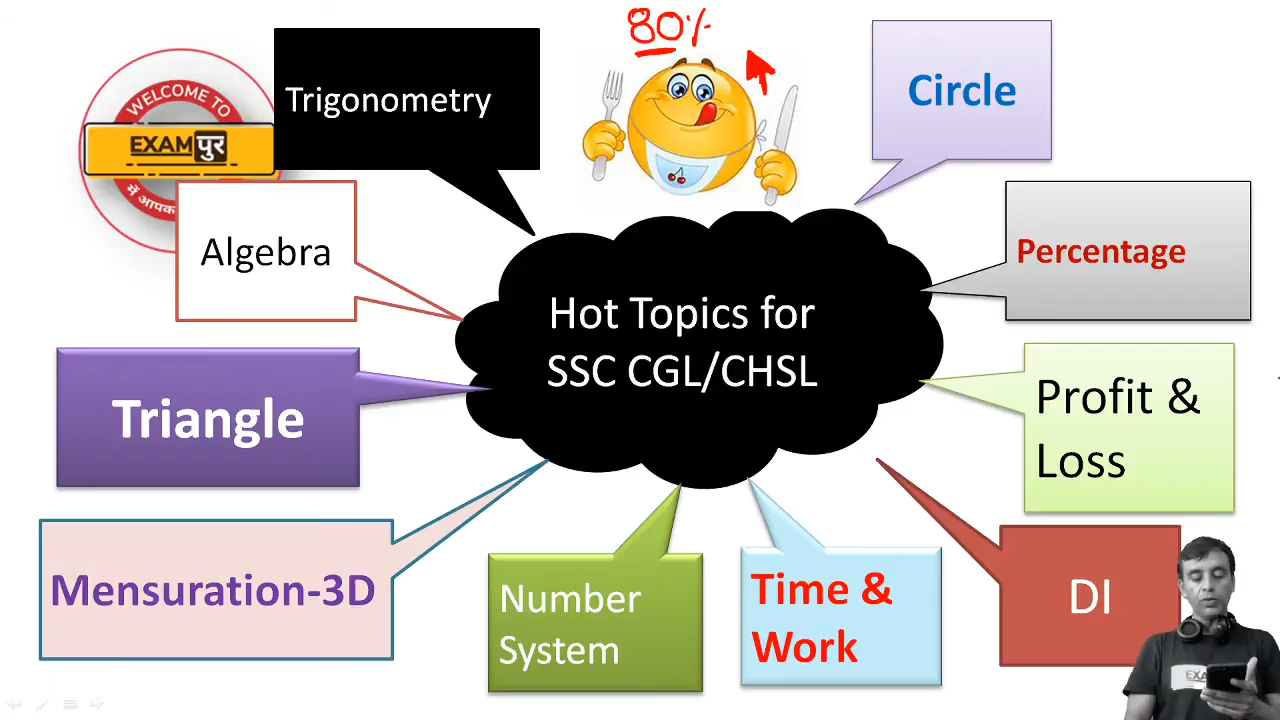 80%
WELCOME TO
EXAMपुर
में आपका
Trigonometry
Circle
Algebra
Percentage
Hot Topics for
SSC CGL/CHSL
Triangle
Profit &
Loss
Mensuration-3D
Number
System
Time &
Work
DI